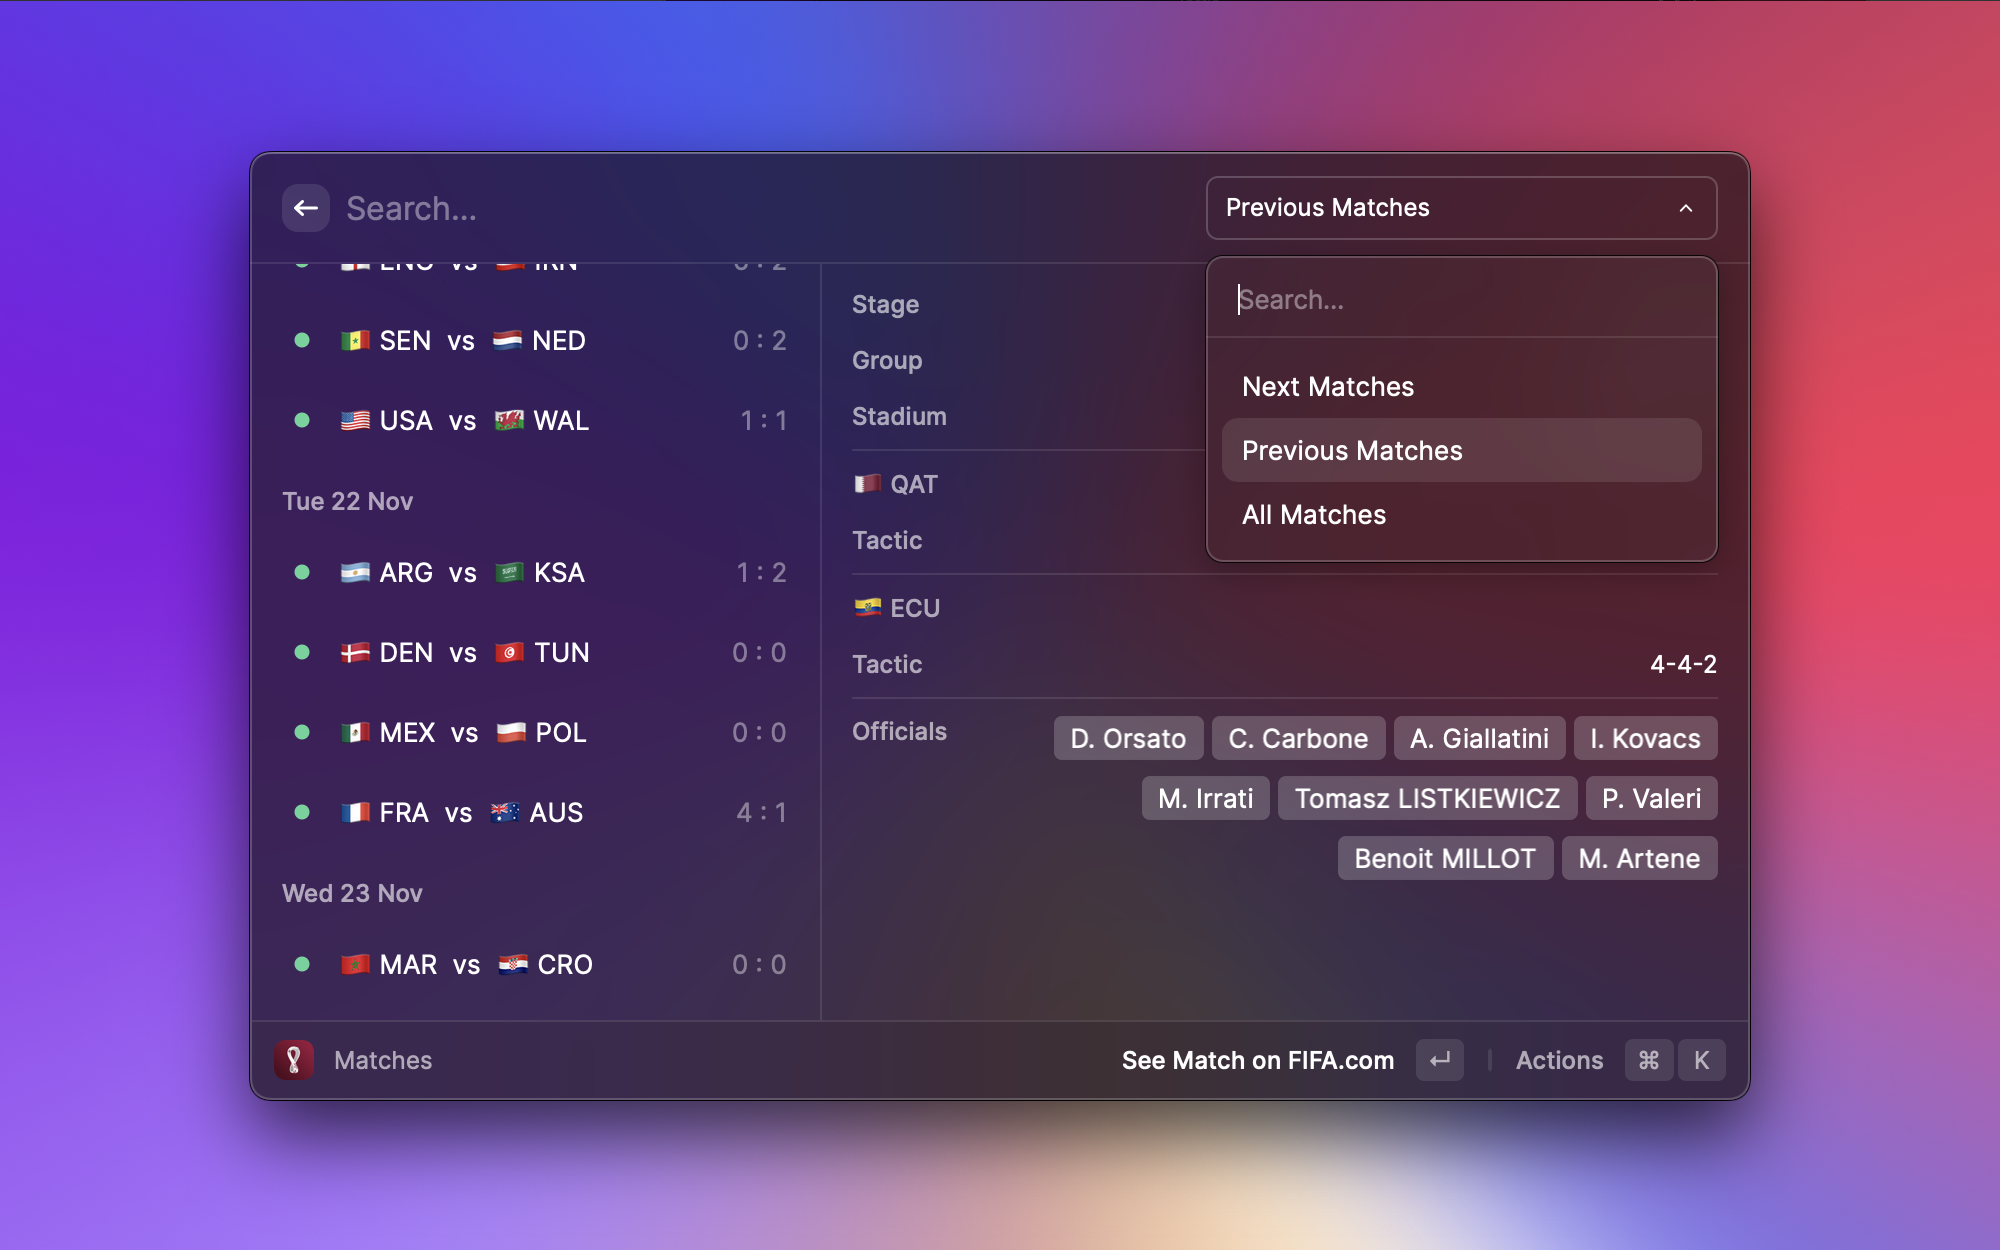 Search...
Previous Matches
ENG vs IRN
SEN vs NED 0 : 2
USA vs WAL 1 : 1
Tue 22 Nov
ARG vs KSA 1 : 2
DEN vs TUN 0 : 0
MEX vs POL 0 : 0
FRA vs AUS 4 : 1
Wed 23 Nov
MAR vs CRO 0 : 0
Stage
Group
Stadium
QAT
Tactic
ECU
Tactic 4-4-2
Officials D. Orsato C. Carbone A. Giallatini I. Kovacs
M. Irrati Tomasz LISTKIEWICZ P. Valeri
Benoit MILLOT M. Artene
Search...
Next Matches
Previous Matches
All Matches
Matches
See Match on FIFA.com
Actions ⌘ K